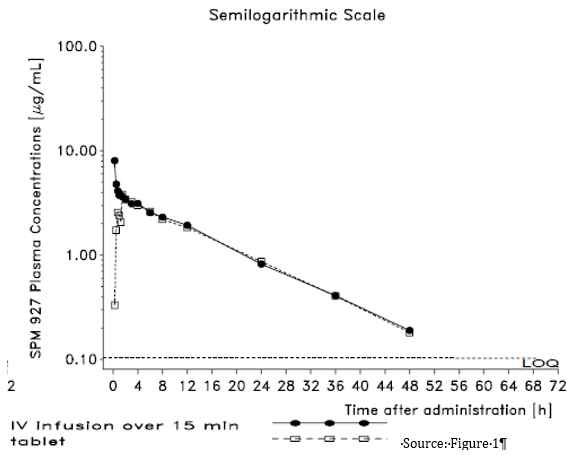 Semilogarithmic Scale
SPM 927 Plasma Concentrations [µg/mL]
100.0
10.00
1.00
0.10
LOQ
2
0 4 8 12 16 20 24 28 32 36 40 44 48 52 56 60 64 68 72
Time after administration [h]
IV infusion over 15 min
tablet
·Source:·Figure·1¶